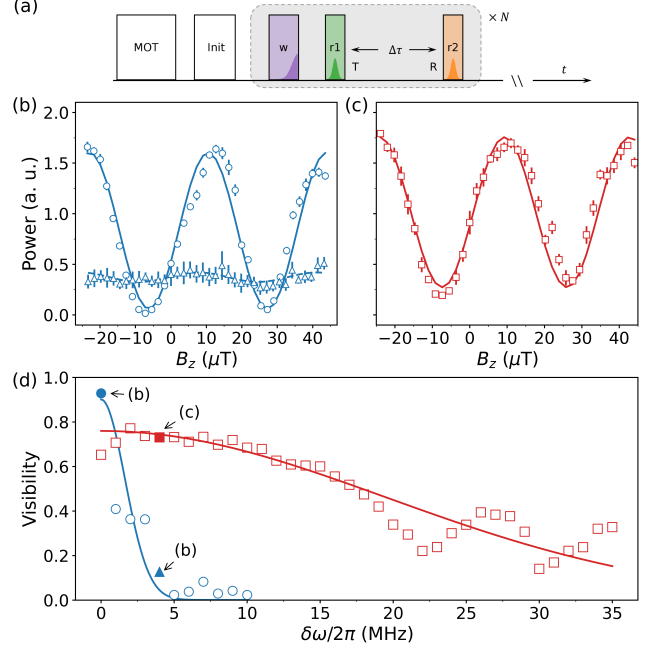 (a)
× N
MOT
Init
w
r1
Δτ
r2
T
R
t
(b)
(c)
2.0
1.5
1.0
0.5
0.0
Power (a. u.)
−20 −10 0 10 20 30 40
B_z (μT)
−20 −10 0 10 20 30 40
B_z (μT)
(d)
1.0
0.8
0.6
0.4
0.2
0.0
Visibility
(b)
(c)
(b)
0 5 10 15 20 25 30 35
δω/2π (MHz)